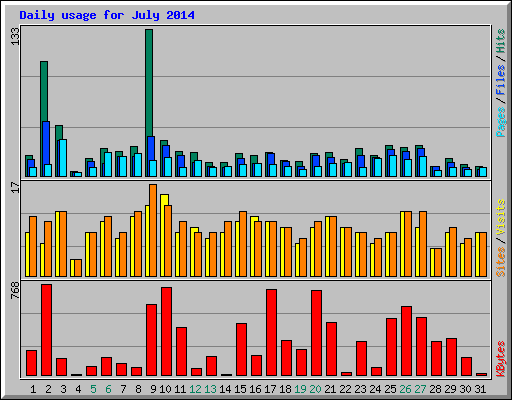 Daily usage for July 2014
133
Pages / Files / Hits
17
Sites / Visits
768
KBytes
1 2 3 4 5 6 7 8 9 10 11 12 13 14 15 16 17 18 19 20 21 22 23 24 25 26 27 28 29 30 31